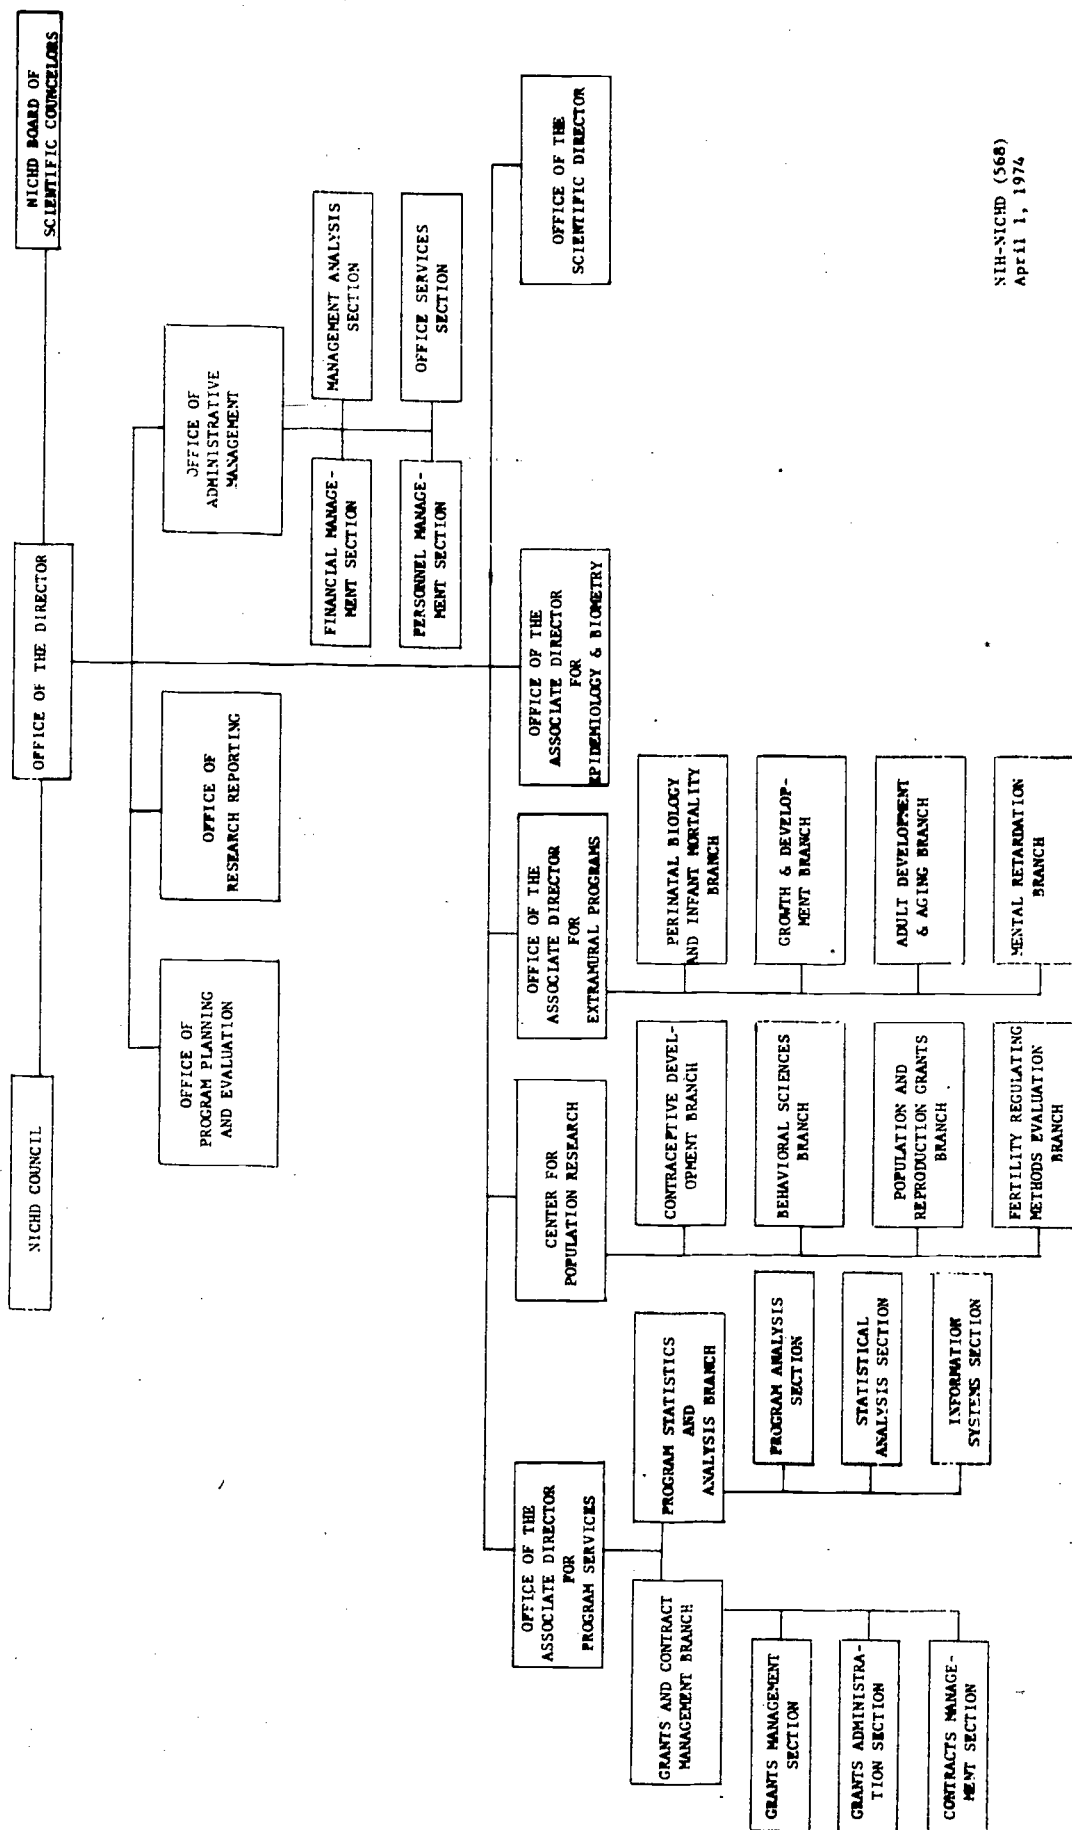 NICHD COUNCIL
OFFICE OF THE DIRECTOR
NICHD BOARD OF
SCIENTIFIC COUNCELORS
OFFICE OF
PROGRAM PLANNING
AND EVALUATION
OFFICE OF
RESEARCH REPORTING
OFFICE OF
ADMINISTRATIVE
MANAGEMENT
FINANCIAL MANAGE-
MENT SECTION
MANAGEMENT ANALYSIS
SECTION
PERSONNEL MANAGE-
MENT SECTION
OFFICE SERVICES
SECTION
OFFICE OF THE
ASSOCIATE DIRECTOR
FOR
PROGRAM SERVICES
CENTER FOR
POPULATION RESEARCH
OFFICE OF THE
ASSOCIATE DIRECTOR
FOR
EXTRAMURAL PROGRAMS
OFFICE OF THE
ASSOCIATE DIRECTOR
FOR
EPIDEMIOLOGY & BIOMETRY
OFFICE OF THE
SCIENTIFIC DIRECTOR
GRANTS AND CONTRACT
MANAGEMENT BRANCH
GRANTS MANAGEMENT
SECTION
GRANTS ADMINISTRA-
TION SECTION
CONTRACTS MANAGE-
MENT SECTION
PROGRAM STATISTICS
AND
ANALYSIS BRANCH
PROGRAM ANALYSIS
SECTION
STATISTICAL
ANALYSIS SECTION
INFORMATION
SYSTEMS SECTION
CONTRACEPTIVE DEVEL-
OPMENT BRANCH
BEHAVIORAL SCIENCES
BRANCH
POPULATION AND
REPRODUCTION GRANTS
BRANCH
FERTILITY REGULATING
METHODS EVALUATION
BRANCH
PERINATAL BIOLOGY
AND INFANT MORTALITY
BRANCH
GROWTH & DEVELOP-
MENT BRANCH
ADULT DEVELOPMENT
& AGING BRANCH
MENTAL RETARDATION
BRANCH
NIH-NICHD (568)
April 1, 1974